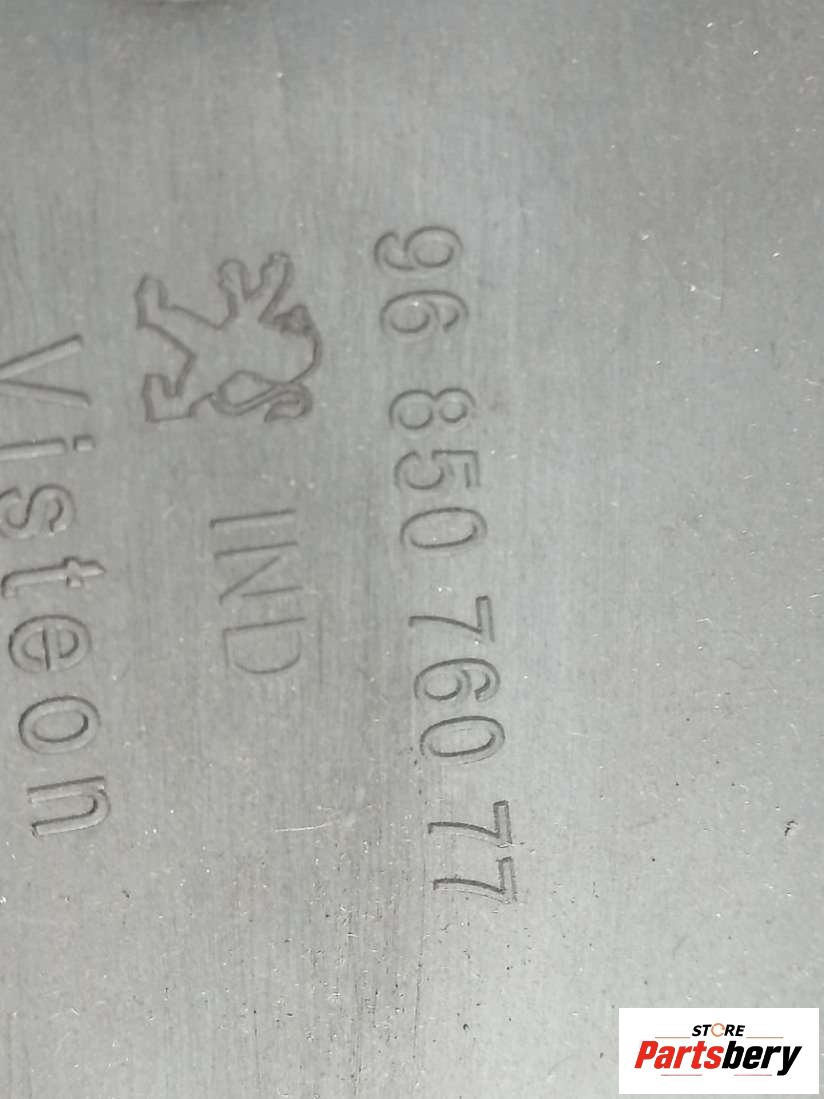 96 850 760 77
IND
Visteon
STORE
Partsbery